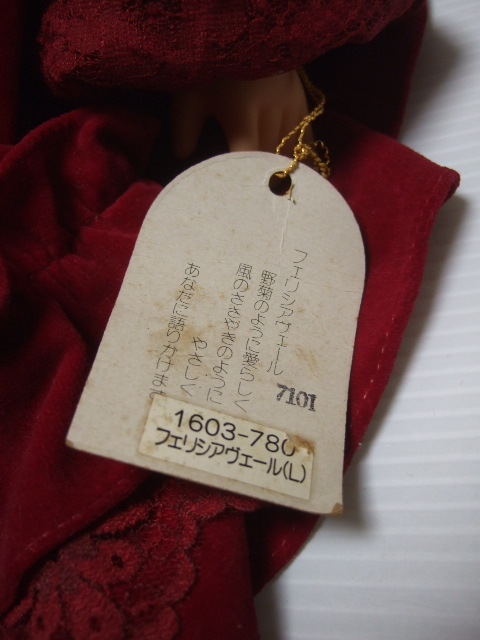 フェリシアヴェール
野菊のように愛らしく
風のささやきのように
やさしく
あなたに語りかけます
7101
1603-780
フェリシアヴェール(L)